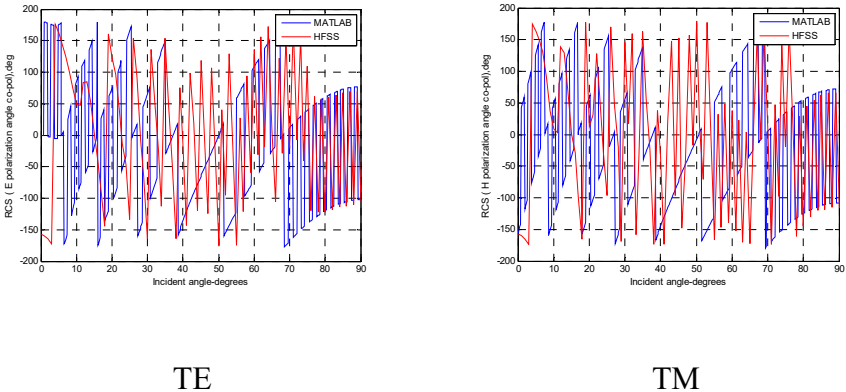 200
150
100
50
0
-50
-100
-150
-200
RCS ( E polarization angle co-pol),deg
MATLAB
HFSS
0 10 20 30 40 50 60 70 80 90
Incident angle-degrees
TE
200
150
100
50
0
-50
-100
-150
-200
RCS ( H polarization angle co-pol),deg
MATLAB
HFSS
0 10 20 30 40 50 60 70 80 90
Incident angle-degrees
TM